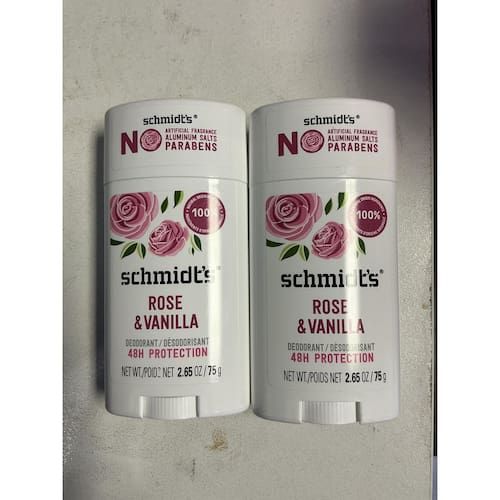 schmidt's®
NO
ARTIFICIAL FRAGRANCE
ALUMINUM SALTS
PARABENS
100%
schmidt's®
ROSE
& VANILLA
DEODORANT / DÉSODORISANT
48H PROTECTION
NET WT./POIDS NET 2.65 OZ / 75 g
schmidt's®
NO
ARTIFICIAL FRAGRANCE
ALUMINUM SALTS
PARABENS
100%
schmidt's®
ROSE
& VANILLA
DEODORANT / DÉSODORISANT
48H PROTECTION
NET WT./POIDS NET 2.65 OZ / 75 g